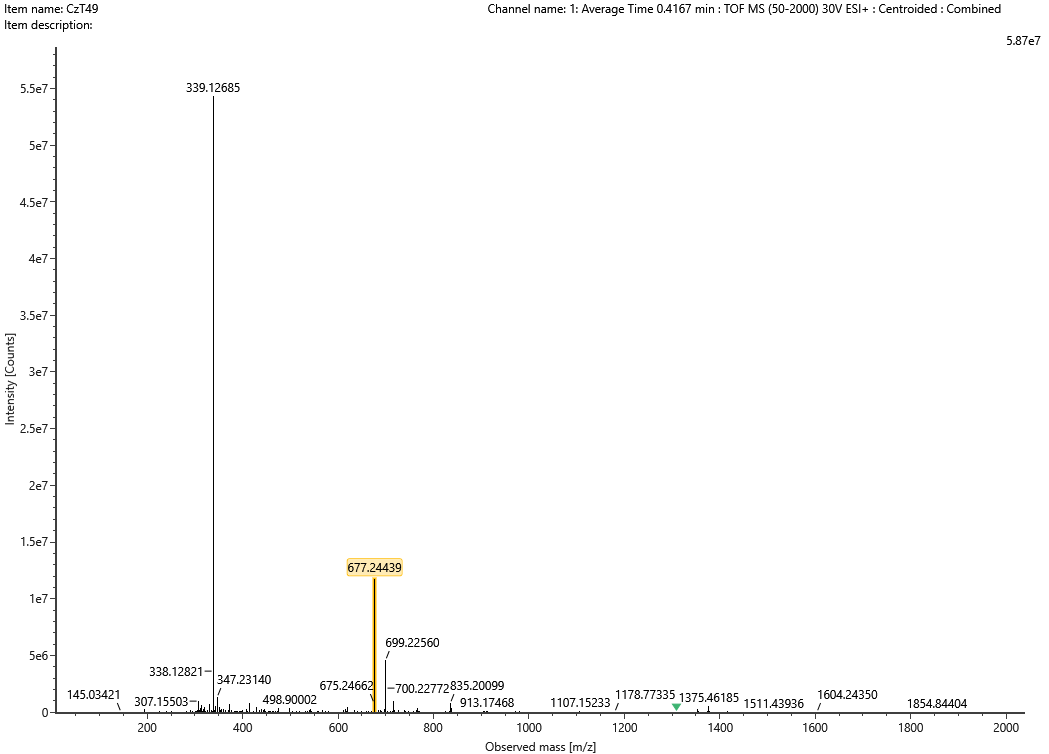 Item name: CzT49
Channel name: 1: Average Time 0.4167 min : TOF MS (50-2000) 30V ESI+ : Centroided : Combined
Item description:
5.87e7
5.5e7
339.12685
5e7
4.5e7
4e7
3.5e7
3e7
2.5e7
2e7
1.5e7
1e7
5e6
0
Intensity [Counts]
677.24439
699.22560
338.12821
347.23140
675.24662
700.22772
835.20099
145.03421
307.15503
498.90002
913.17468
1107.15233
1178.77335
1375.46185
1511.43936
1604.24350
1854.84404
200
400
600
800
1000
1200
1400
1600
1800
2000
Observed mass [m/z]